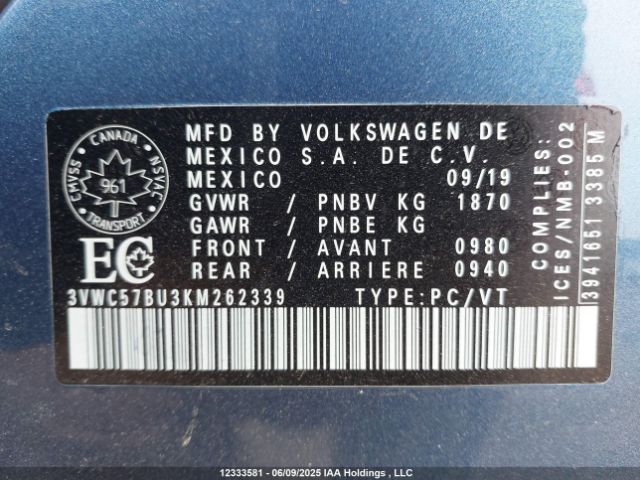 CANADA
CMVSS
NSVAC
961
TRANSPORT
EC
MFD BY VOLKSWAGEN DE
MEXICO S.A. DE C.V.
MEXICO 09/19
GVWR / PNBV KG 1870
GAWR / PNBE KG
FRONT / AVANT 0980
REAR / ARRIERE 0940
3VWC57BU3KM262339 TYPE:PC/VT
COMPLIES:
ICES/NMB-002
3941651 3385 M
12333581 - 06/09/2025 IAA Holdings , LLC